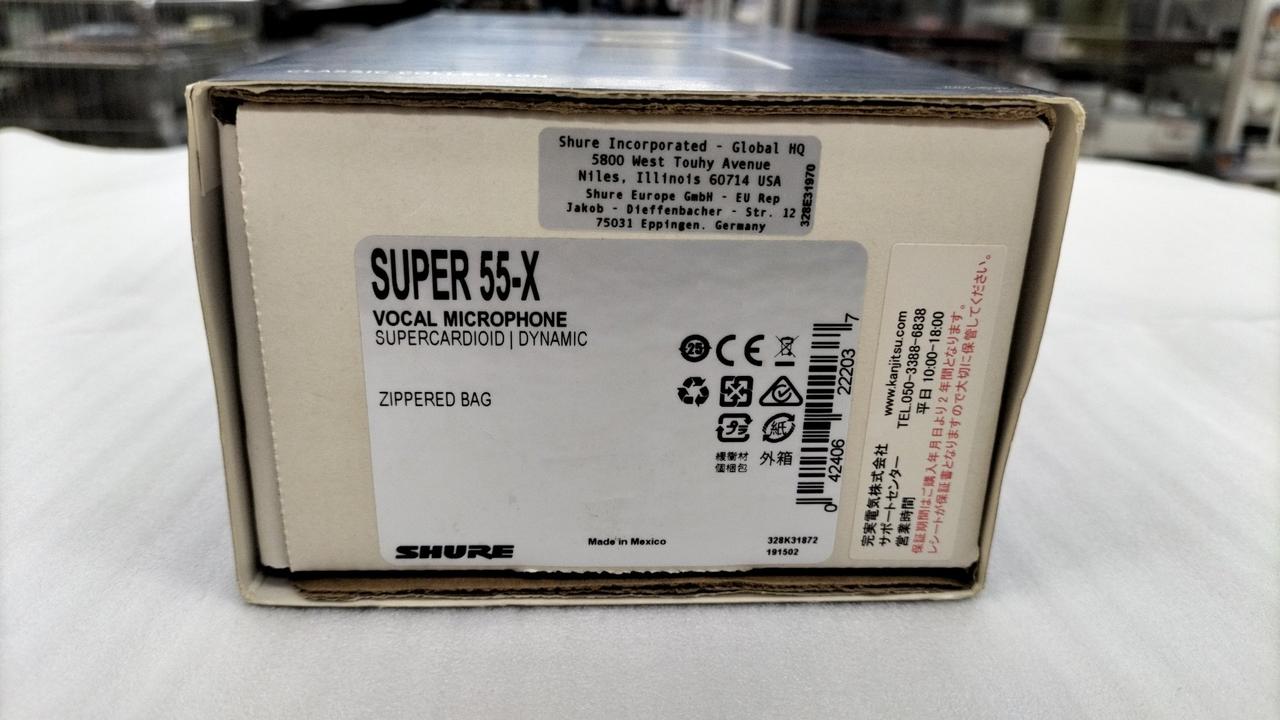 Shure Incorporated - Global HQ
5800 West Touhy Avenue
Niles, Illinois 60714 USA
Shure Europe GmbH - EU Rep
Jakob - Dieffenbacher - Str. 12
75031 Eppingen, Germany
328E31970
SUPER 55-X
VOCAL MICROPHONE
SUPERCARDIOID | DYNAMIC
ZIPPERED BAG
25
CE
プラ
紙
緩衝材
個梱包
外箱
0 42406 22203 7
SHURE
Made in Mexico
328K31872
191502
完実電気株式会社 www.kanjitsu.com
サポートセンター TEL.050-3388-6838
営業時間 平日 10:00-18:00
保証期間はご購入年月日より2年間となります。
レシートが保証書となりますので大切に保管してください。